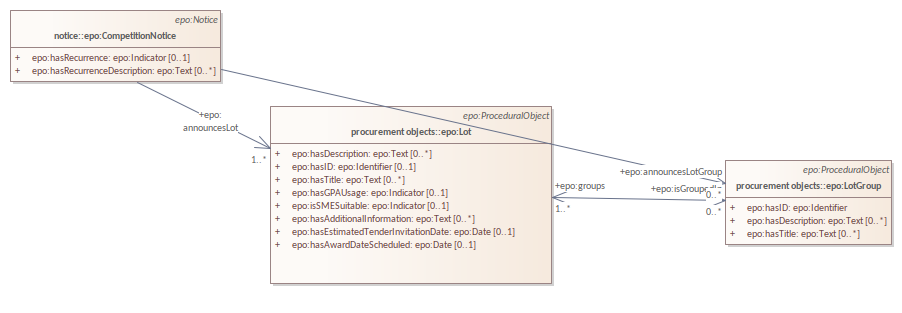 epo:Notice
notice::epo:CompetitionNotice
+ epo:hasRecurrence: epo:Indicator [0..1]
+ epo:hasRecurrenceDescription: epo:Text [0..*]
+epo:
announcesLot
1..*
epo:ProceduralObject
procurement objects::epo:Lot
+ epo:hasDescription: epo:Text [0..*]
+ epo:hasID: epo:Identifier [0..1]
+ epo:hasTitle: epo:Text [0..*]
+ epo:hasGPAUsage: epo:Indicator [0..1]
+ epo:isSMESuitable: epo:Indicator [0..1]
+ epo:hasAdditionalInformation: epo:Text [0..*]
+ epo:hasEstimatedTenderInvitationDate: epo:Date [0..1]
+ epo:hasAwardDateScheduled: epo:Date [0..1]
+epo:announcesLotGroup
0..*
+epo:groups
1..*
0..*
epo:ProceduralObject
procurement objects::epo:LotGroup
+ epo:hasID: epo:Identifier
+ epo:hasDescription: epo:Text [0..*]
+ epo:hasTitle: epo:Text [0..*]